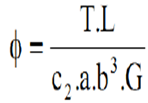 ϕ = T.L / c₂.a.b³.G